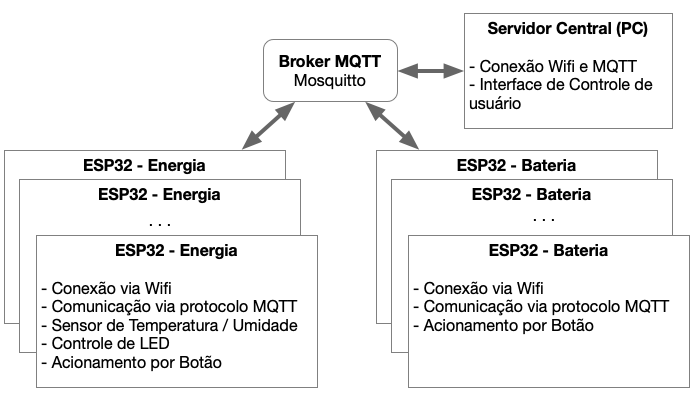 Servidor Central (PC)
- Conexão Wifi e MQTT
- Interface de Controle de
usuário
Broker MQTT
Mosquitto
ESP32 - Energia
ESP32 - Energia
. . .
ESP32 - Energia
- Conexão via Wifi
- Comunicação via protocolo MQTT
- Sensor de Temperatura / Umidade
- Controle de LED
- Acionamento por Botão
ESP32 - Bateria
ESP32 - Bateria
. . .
ESP32 - Bateria
- Conexão via Wifi
- Comunicação via protocolo MQTT
- Acionamento por Botão